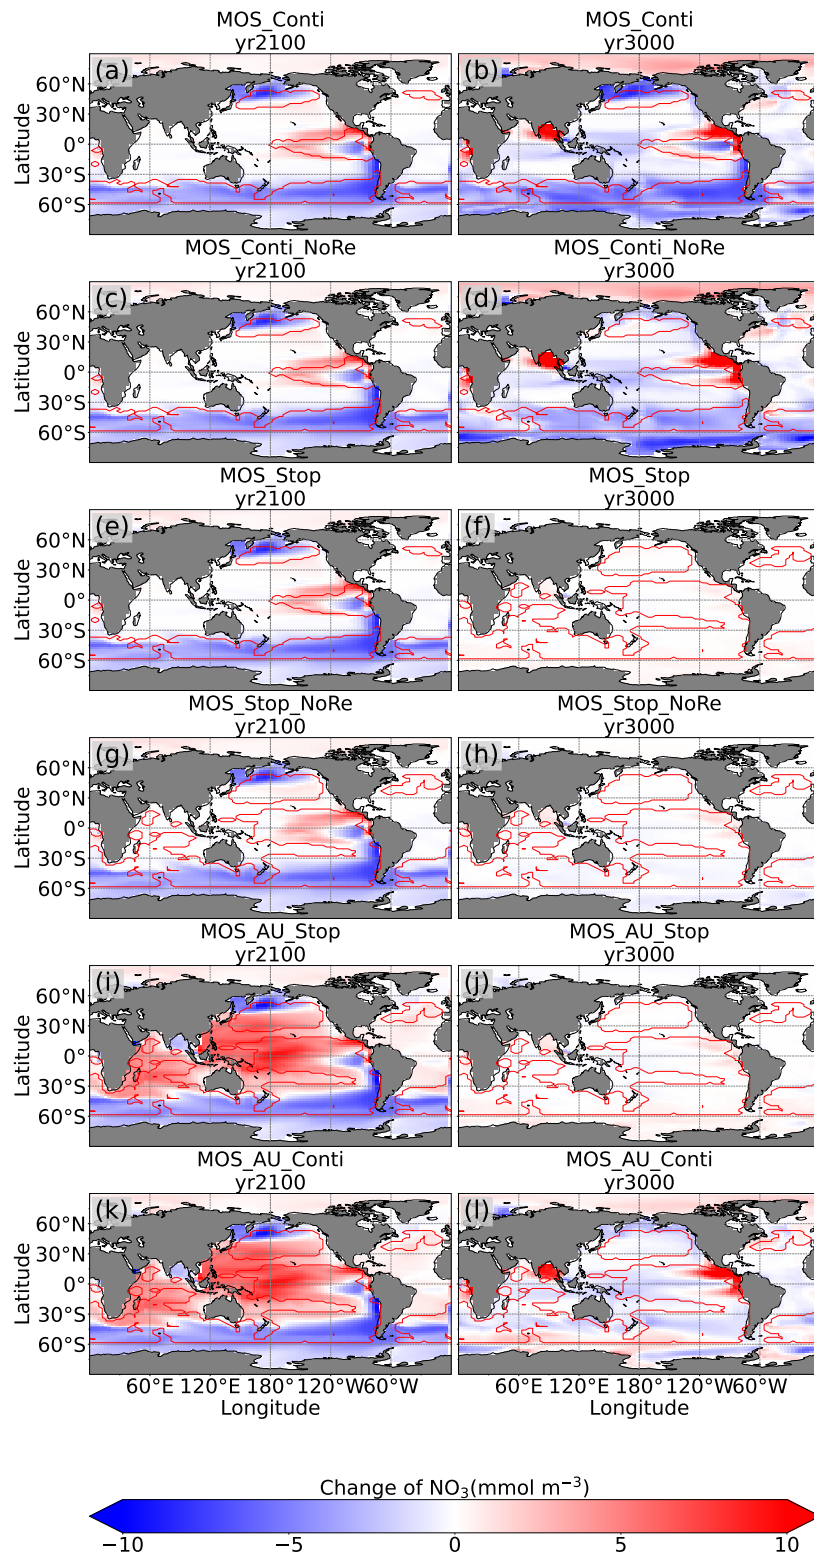 MOS_Conti
yr2100
MOS_Conti
yr3000
(a)
(b)
60°N
30°N
0°
30°S
60°S
Latitude
MOS_Conti_NoRe
yr2100
MOS_Conti_NoRe
yr3000
(c)
(d)
60°N
30°N
0°
30°S
60°S
Latitude
MOS_Stop
yr2100
MOS_Stop
yr3000
(e)
(f)
60°N
30°N
0°
30°S
60°S
Latitude
MOS_Stop_NoRe
yr2100
MOS_Stop_NoRe
yr3000
(g)
(h)
60°N
30°N
0°
30°S
60°S
Latitude
MOS_AU_Stop
yr2100
MOS_AU_Stop
yr3000
(i)
(j)
60°N
30°N
0°
30°S
60°S
Latitude
MOS_AU_Conti
yr2100
MOS_AU_Conti
yr3000
(k)
(l)
60°N
30°N
0°
30°S
60°S
Latitude
60°E 120°E 180° 120°W 60°W
60°E 120°E 180° 120°W 60°W
Longitude
Longitude
Change of NO₃(mmol m⁻³)
−10 −5 0 5 10